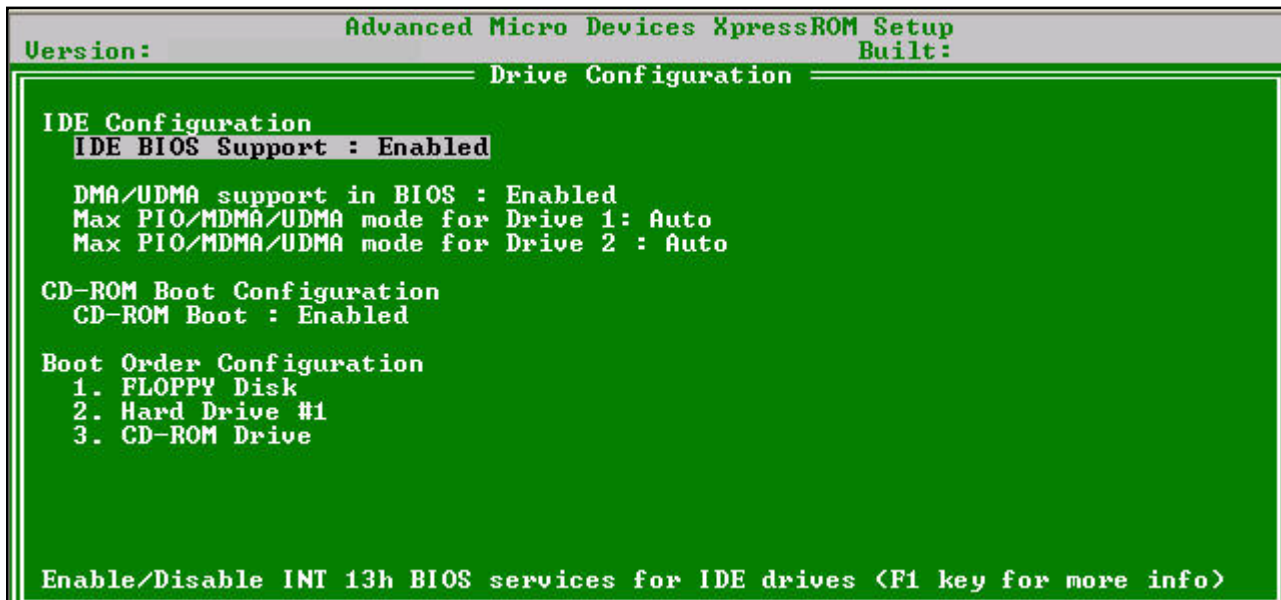 Advanced Micro Devices XpressROM Setup
Version: Built:
Drive Configuration
IDE Configuration
IDE BIOS Support : Enabled
DMA/UDMA support in BIOS : Enabled
Max PIO/MDMA/UDMA mode for Drive 1: Auto
Max PIO/MDMA/UDMA mode for Drive 2 : Auto
CD-ROM Boot Configuration
CD-ROM Boot : Enabled
Boot Order Configuration
1. FLOPPY Disk
2. Hard Drive #1
3. CD-ROM Drive
Enable/Disable INT 13h BIOS services for IDE drives (F1 key for more info)